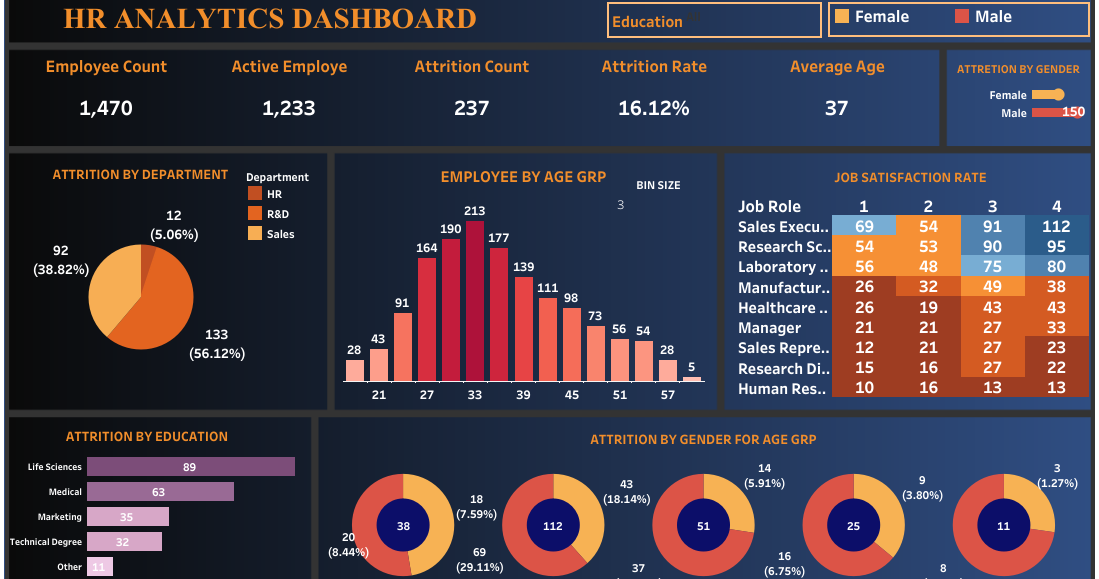 HR ANALYTICS DASHBOARD
Education
Female
Male
Employee Count
Active Employe
Attrition Count
Attrition Rate
Average Age
1,470
1,233
237
16.12%
37
ATTRETION BY GENDER
Female
Male
150
ATTRITION BY DEPARTMENT
Department
HR
R&D
Sales
12
(5.06%)
92
(38.82%)
133
(56.12%)
EMPLOYEE BY AGE GRP
BIN SIZE
3
28
43
91
164
190
213
177
139
111
98
73
56
54
28
5
21
27
33
39
45
51
57
JOB SATISFACTION RATE
Job Role 1 2 3 4
Sales Execu.. 69 54 91 112
Research Sc.. 54 53 90 95
Laboratory .. 56 48 75 80
Manufactur.. 26 32 49 38
Healthcare .. 26 19 43 43
Manager 21 21 27 33
Sales Repre.. 12 21 27 23
Research Di.. 15 16 27 22
Human Res.. 10 16 13 13
ATTRITION BY EDUCATION
Life Sciences 89
Medical 63
Marketing 35
Technical Degree 32
Other 11
ATTRITION BY GENDER FOR AGE GRP
38
18
(7.59%)
20
(8.44%)
112
43
(18.14%)
69
(29.11%)
51
14
(5.91%)
37
25
9
(3.80%)
16
(6.75%)
11
3
(1.27%)
8